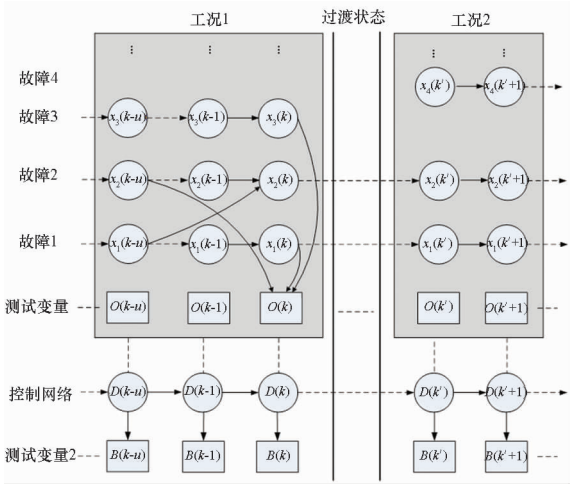 工况1 过渡状态 工况2
⋮ ⋮ ⋮ ⋮ ⋮
故障4 x₄(k′) x₄(k′+1)
故障3 x₃(k-u) x₃(k-1) x₃(k)
故障2 x₂(k-u) x₂(k-1) x₂(k) x₂(k′) x₂(k′+1)
故障1 x₁(k-u) x₁(k-1) x₁(k) x₁(k′) x₁(k′+1)
测试变量 O(k-u) O(k-1) O(k) O(k′) O(k′+1)
控制网络 D(k-u) D(k-1) D(k) D(k′) D(k′+1)
测试变量2 B(k-u) B(k-1) B(k) B(k′) B(k′+1)